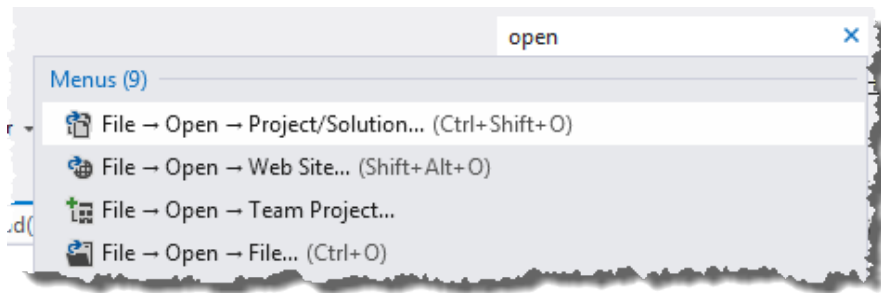 open
Menus (9)
File → Open → Project/Solution... (Ctrl+Shift+O)
File → Open → Web Site... (Shift+Alt+O)
File → Open → Team Project...
File → Open → File... (Ctrl+O)